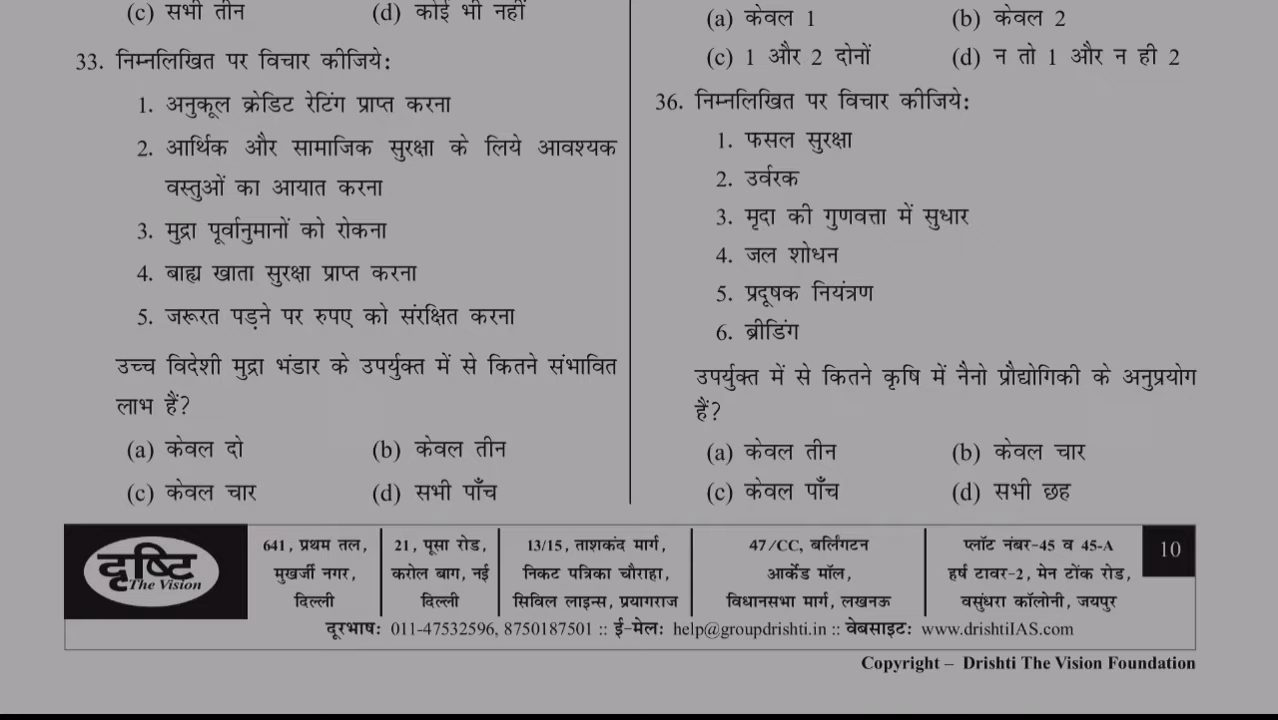 (c) सभी तीन (d) कोई भी नहीं
33. निम्नलिखित पर विचार कीजिये:
1. अनुकूल क्रेडिट रेटिंग प्राप्त करना
2. आर्थिक और सामाजिक सुरक्षा के लिये आवश्यक
वस्तुओं का आयात करना
3. मुद्रा पूर्वानुमानों को रोकना
4. बाह्य खाता सुरक्षा प्राप्त करना
5. जरूरत पड़ने पर रुपए को संरक्षित करना
उच्च विदेशी मुद्रा भंडार के उपर्युक्त में से कितने संभावित
लाभ हैं?
(a) केवल दो (b) केवल तीन
(c) केवल चार (d) सभी पाँच
(a) केवल 1 (b) केवल 2
(c) 1 और 2 दोनों (d) न तो 1 और न ही 2
36. निम्नलिखित पर विचार कीजिये:
1. फसल सुरक्षा
2. उर्वरक
3. मृदा की गुणवत्ता में सुधार
4. जल शोधन
5. प्रदूषक नियंत्रण
6. ब्रीडिंग
उपर्युक्त में से कितने कृषि में नैनो प्रौद्योगिकी के अनुप्रयोग
हैं?
(a) केवल तीन (b) केवल चार
(c) केवल पाँच (d) सभी छह
दृष्टि
The Vision
641, प्रथम तल,
मुखर्जी नगर,
दिल्ली
21, पूसा रोड,
करोल बाग, नई
दिल्ली
13/15, ताशकंद मार्ग,
निकट पत्रिका चौराहा,
सिविल लाइन्स, प्रयागराज
47/CC, बर्लिंगटन
आर्केड मॉल,
विधानसभा मार्ग, लखनऊ
प्लॉट नंबर-45 व 45-A
हर्ष टावर-2, मेन टोंक रोड,
वसुंधरा कॉलोनी, जयपुर
10
दूरभाष: 011-47532596, 8750187501 :: ई-मेल: help@groupdrishti.in :: वेबसाइट: www.drishtiIAS.com
Copyright – Drishti The Vision Foundation